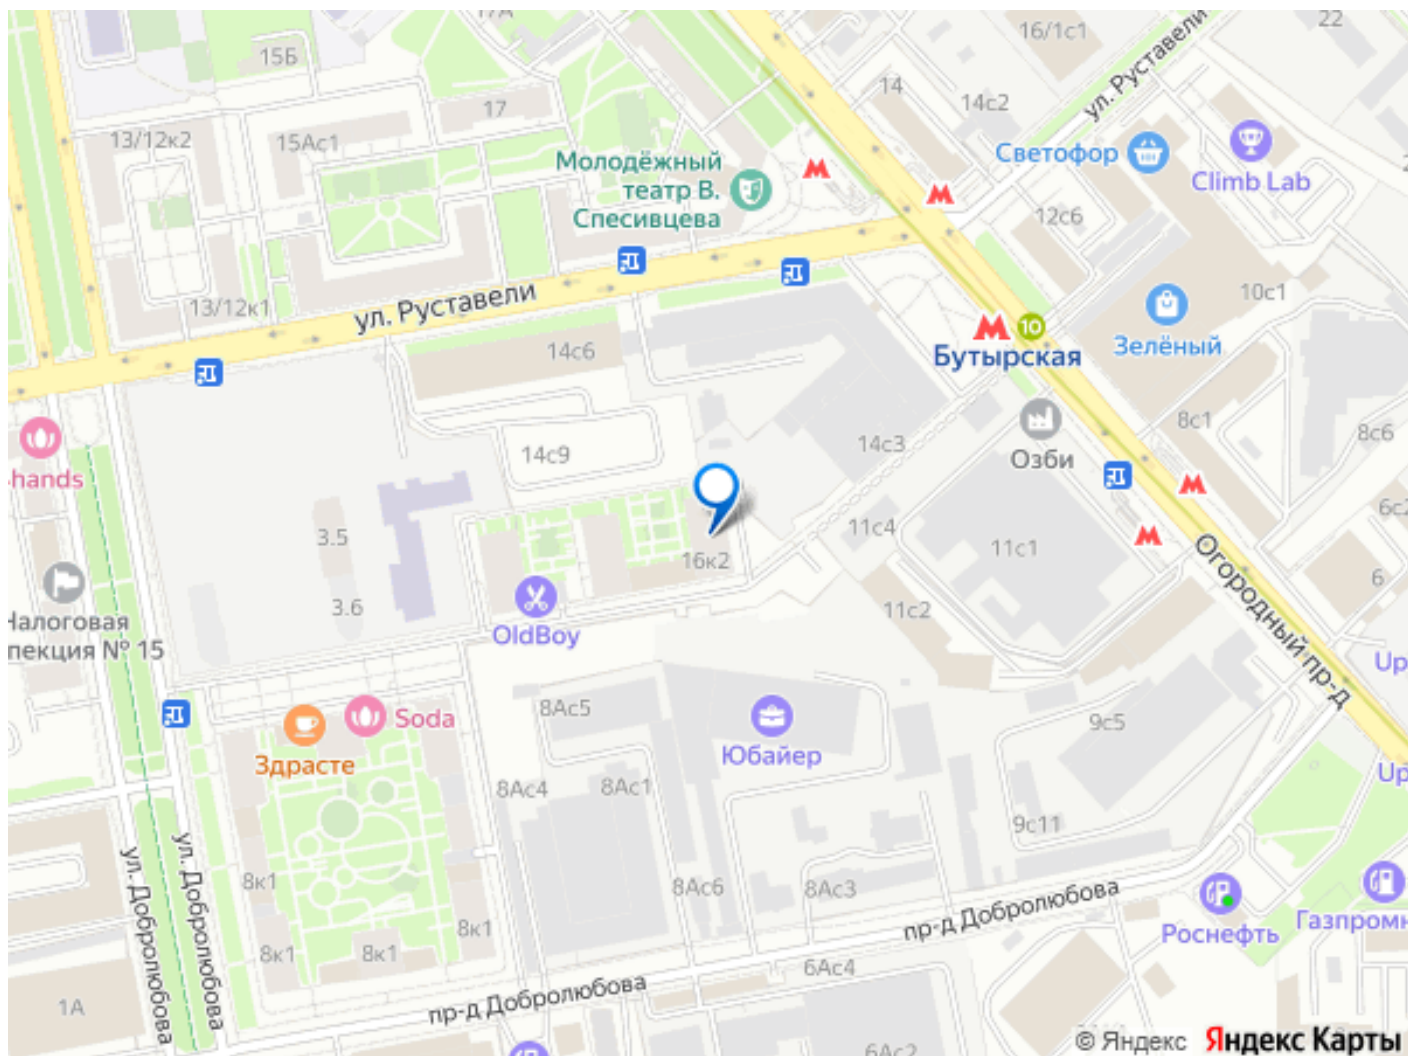 17А
22
16/1с1
15Б
ул. Руставели
14
14с2
17
13/12к2
15Ас1
Молодёжный
театр В.
Спесивцева
Светофор
Climb Lab
12с6
13/12к1
ул. Руставели
10с1
10
Бутырская
Зелёный
14с6
8с1
8с6
14с3
Озби
14с9
hands
6с2
3.5
11с4
11с1
16к2
Огородный пр-д
6
3.6
11с2
OldBoy
Налоговая
пекция № 15
Up
8Ас5
Soda
9с5
Здрасте
Юбайер
Up
8Ас4
8Ас1
9с11
ул. Добролюбова
ул. Добролюбова
8к1
8Ас6
8Ас3
пр-д Добролюбова
8к1
8к1
8к1
Роснефть
Газпромн
6Ас4
1А
пр-д Добролюбова
6Ас2
© Яндекс Яндекс Карты